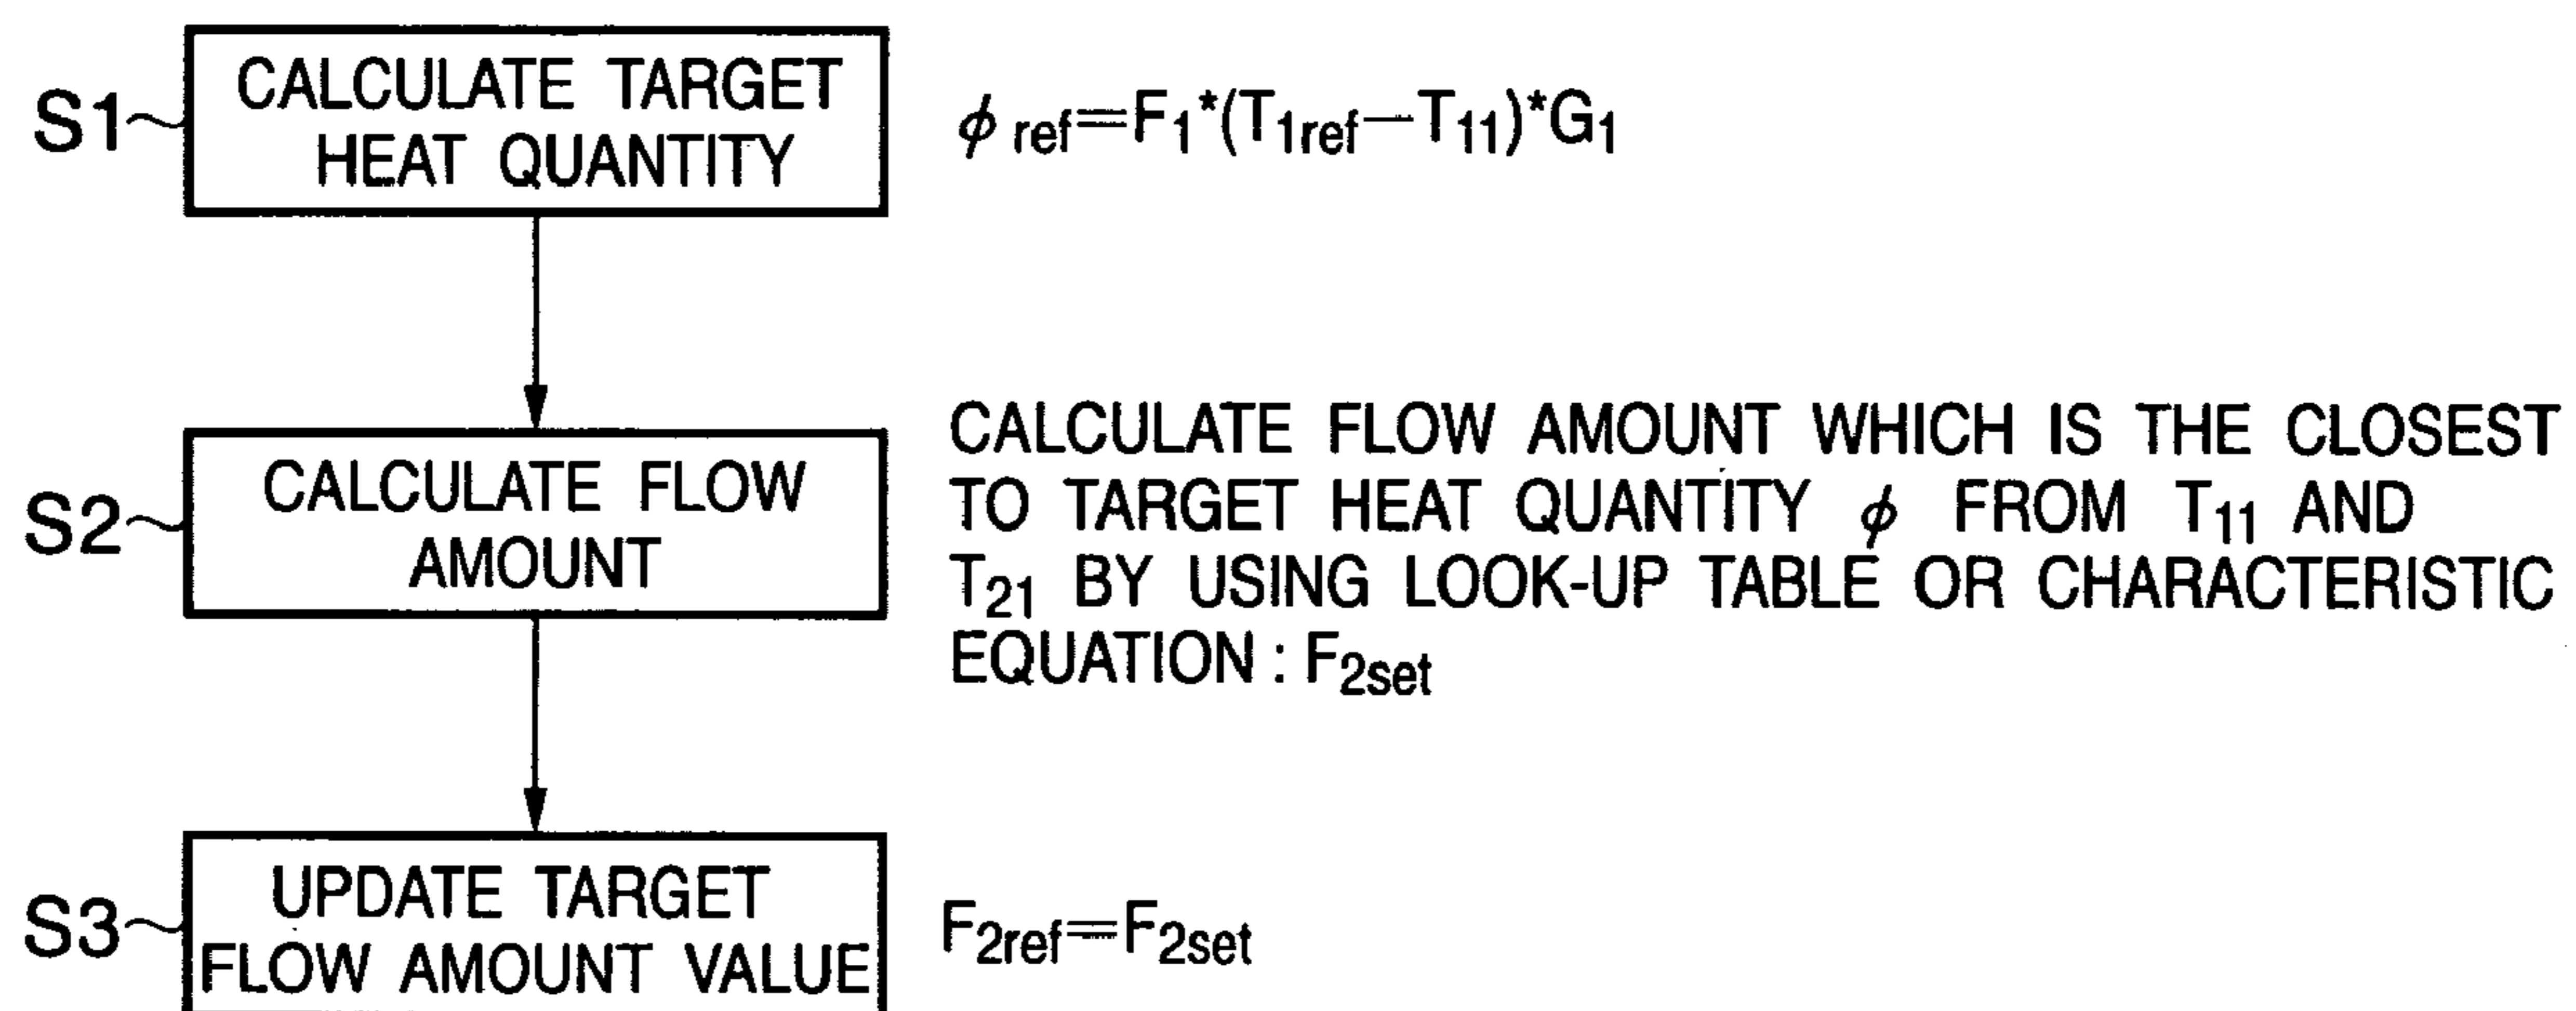 S1
CALCULATE TARGET
HEAT QUANTITY
ϕ ref=F1*(T1ref−T11)*G1
S2
CALCULATE FLOW
AMOUNT
CALCULATE FLOW AMOUNT WHICH IS THE CLOSEST
TO TARGET HEAT QUANTITY ϕ FROM T11 AND
T21 BY USING LOOK-UP TABLE OR CHARACTERISTIC
EQUATION : F2set
S3
UPDATE TARGET
FLOW AMOUNT VALUE
F2ref=F2set